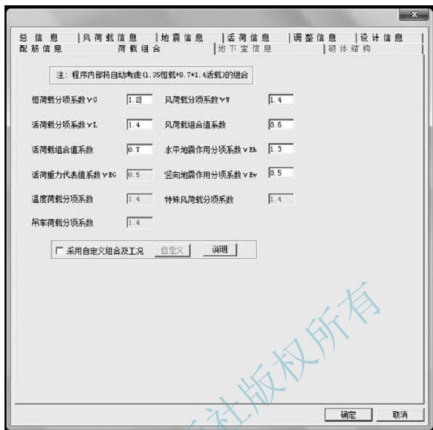 总 信 息 | 风 荷 载 信 息 | 地 震 信 息 | 活 荷 信 息 | 调 整 信 息 | 设 计 信 息
配 筋 信 息 | 荷 载 组 合 | 地 下 室 信 息 | 砌 体 结 构
注: 程序内部将自动考虑(1.35恒载+0.7*1.4活载)的组合
恒荷载分项系数γG 1.2 风荷载分项系数γW 1.4
活荷载分项系数γL 1.4 风荷载组合值系数 0.6
活荷载组合值系数 0.7 水平地震作用分项系数γEh 1.3
活荷重力代表值系数γEG 0.5 竖向地震作用分项系数γEv 0.5
温度荷载分项系数 1.4 特殊风荷载分项系数 1.4
吊车荷载分项系数 1.4
采用自定义组合及工况 自定义 说明
社版权所有
确定 取消